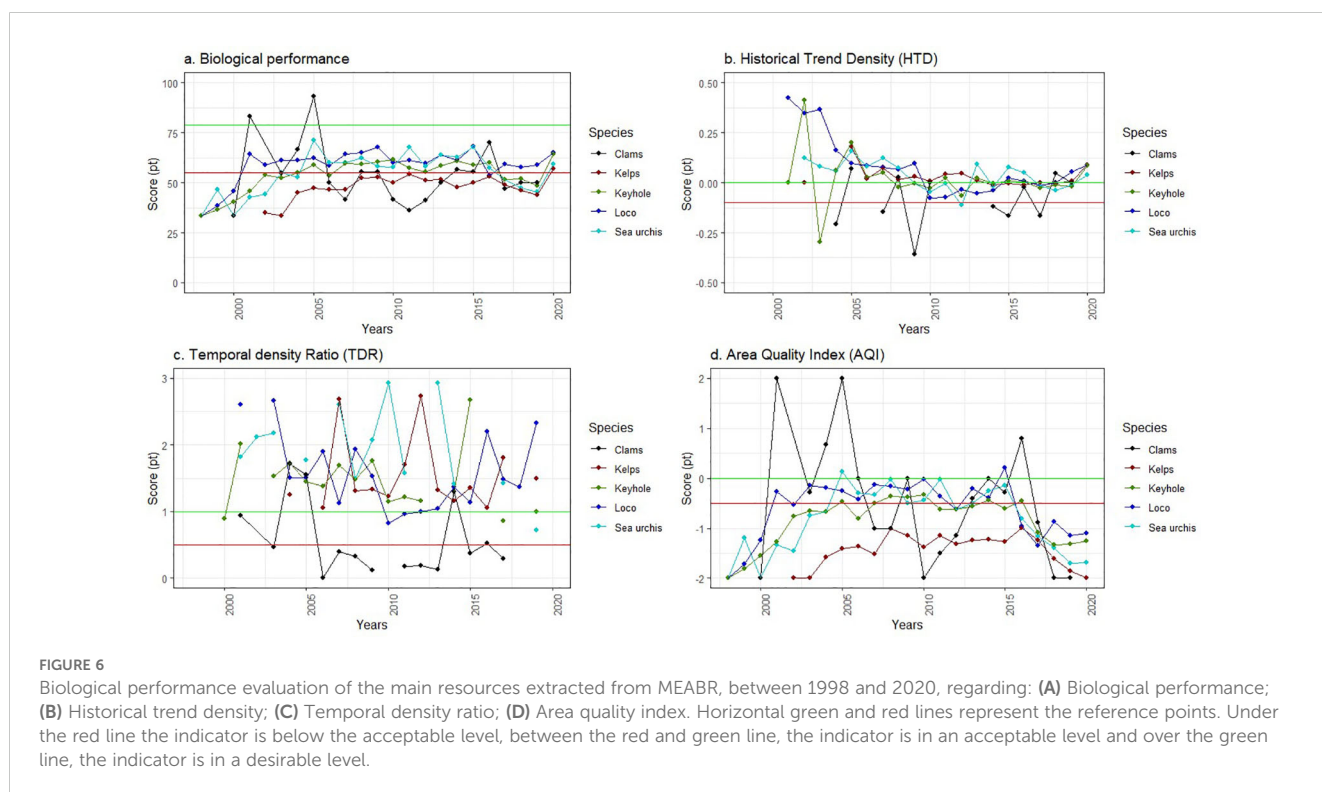 a. Biological performance
100
75
50
25
0
Score (pt)
2000
2005
2010
2015
2020
Years
Species
Clams
Kelps
Keyhole
Loco
Sea urchis
b. Historical Trend Density (HTD)
0.50
0.25
0.00
-0.25
-0.50
Score (pt)
2000
2005
2010
2015
2020
Years
Species
Clams
Kelps
Keyhole
Loco
Sea urchis
c. Temporal density Ratio (TDR)
3
2
1
0
Score (pt)
2000
2005
2010
2015
2020
Years
Species
Clams
Kelps
Keyhole
Loco
Sea urchis
d. Area Quality Index (AQI)
2
1
0
-1
-2
Score (pt)
2000
2005
2010
2015
2020
Years
Species
Clams
Kelps
Keyhole
Loco
Sea urchis
FIGURE 6
Biological performance evaluation of the main resources extracted from MEABR, between 1998 and 2020, regarding: (A) Biological performance;
(B) Historical trend density; (C) Temporal density ratio; (D) Area quality index. Horizontal green and red lines represent the reference points. Under
the red line the indicator is below the acceptable level, between the red and green line, the indicator is in an acceptable level and over the green
line, the indicator is in a desirable level.